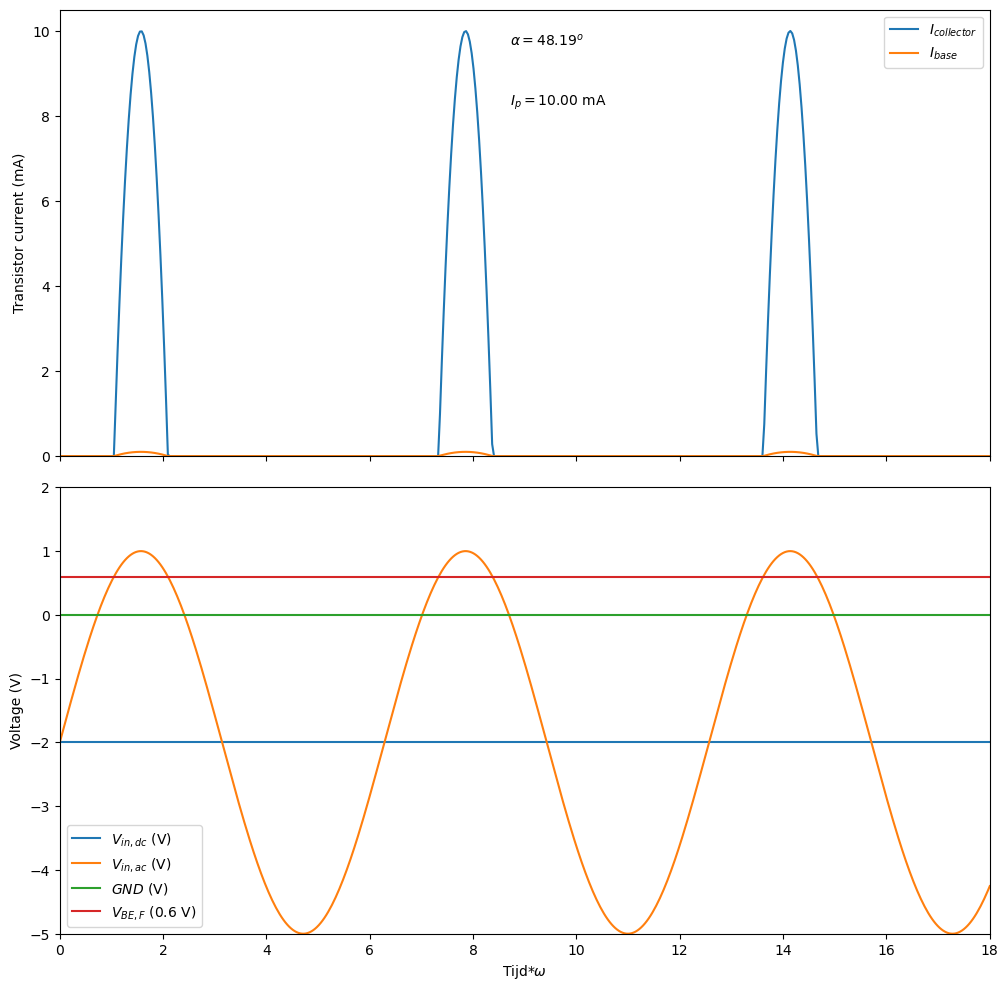 10
8
6
4
2
0
Transistor current (mA)
α = 48.19ᵒ
Iₚ = 10.00 mA
I_collector
I_base
2
1
0
−1
−2
−3
−4
−5
Voltage (V)
V_in,dc (V)
V_in,ac (V)
GND (V)
V_BE,F (0.6 V)
0 2 4 6 8 10 12 14 16 18
Tijd*ω